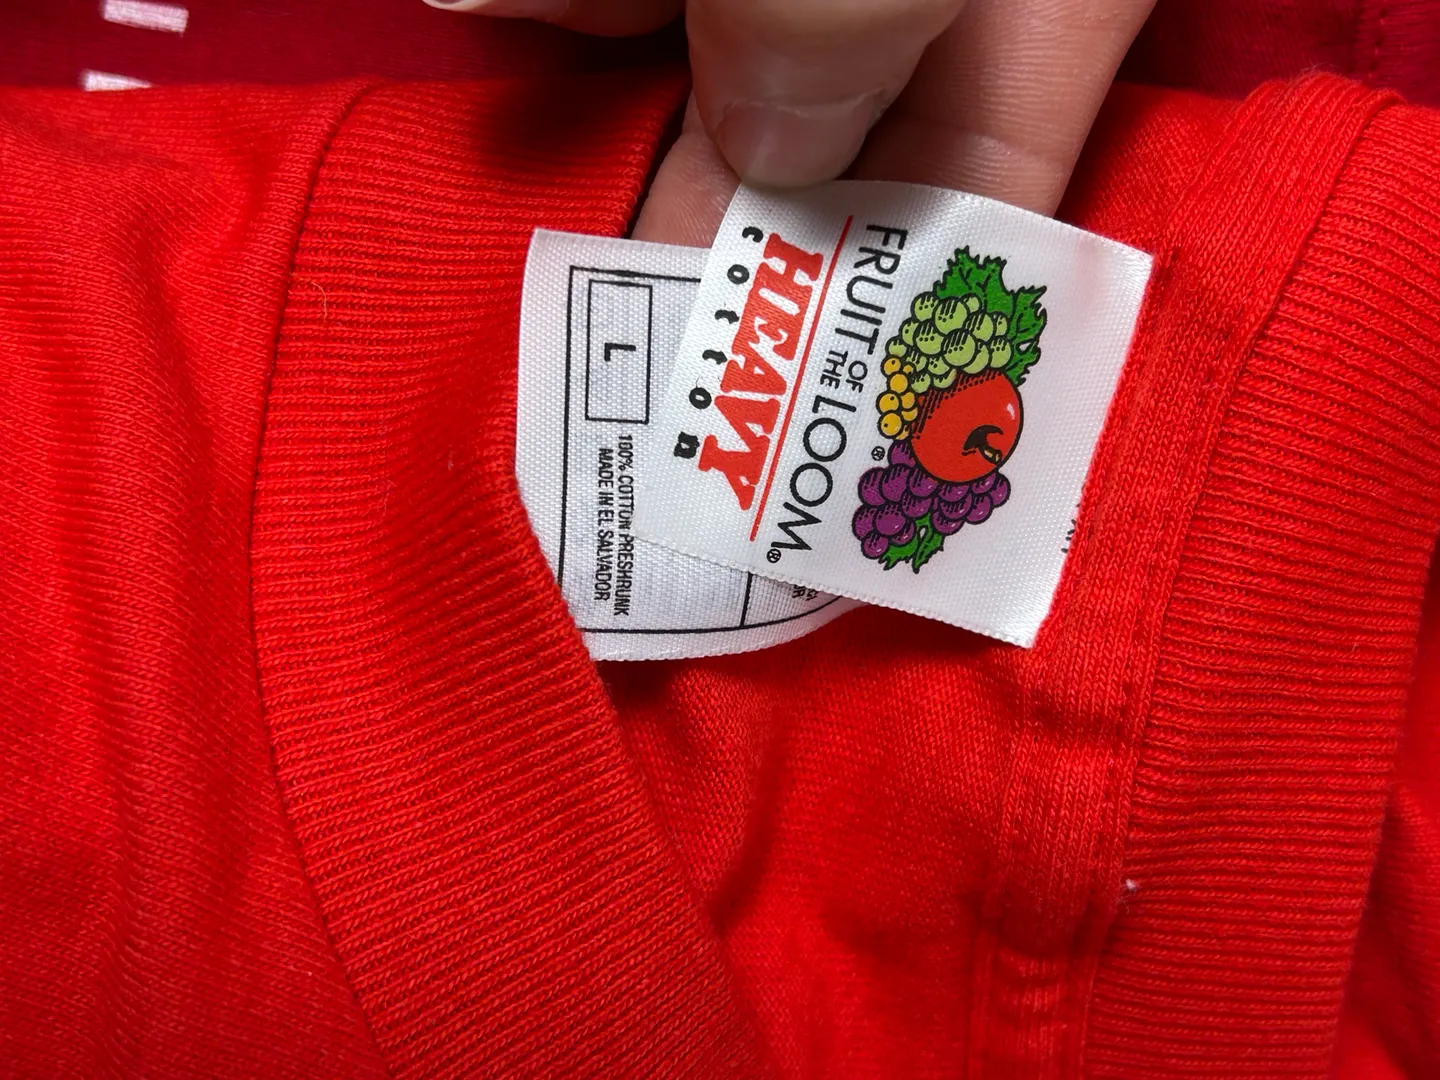 FRUIT OF THE LOOM®
®
HEAVY
cotton
L
100% COTTON PRESHRUNK
MADE IN EL SALVADOR